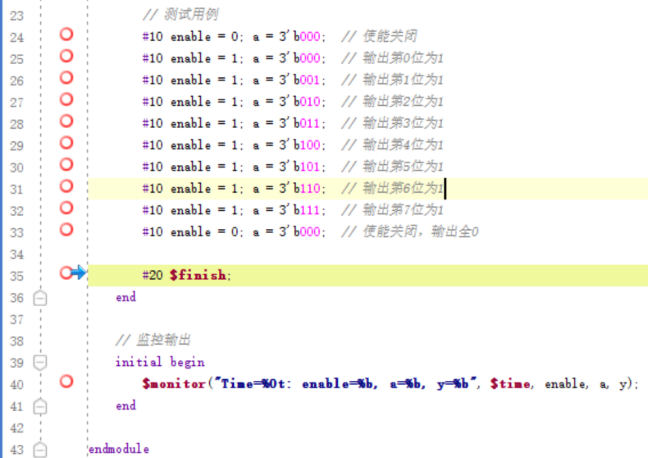 23 // 测试用例
24 #10 enable = 0; a = 3'b000; // 使能关闭
25 #10 enable = 1; a = 3'b000; // 输出第0位为1
26 #10 enable = 1; a = 3'b001; // 输出第1位为1
27 #10 enable = 1; a = 3'b010; // 输出第2位为1
28 #10 enable = 1; a = 3'b011; // 输出第3位为1
29 #10 enable = 1; a = 3'b100; // 输出第4位为1
30 #10 enable = 1; a = 3'b101; // 输出第5位为1
31 #10 enable = 1; a = 3'b110; // 输出第6位为1
32 #10 enable = 1; a = 3'b111; // 输出第7位为1
33 #10 enable = 0; a = 3'b000; // 使能关闭，输出全0
34
35 #20 $finish;
36 end
37
38 // 监控输出
39 initial begin
40 $monitor("Time=%0t: enable=%b, a=%b, y=%b", $time, enable, a, y);
41 end
42
43 endmodule